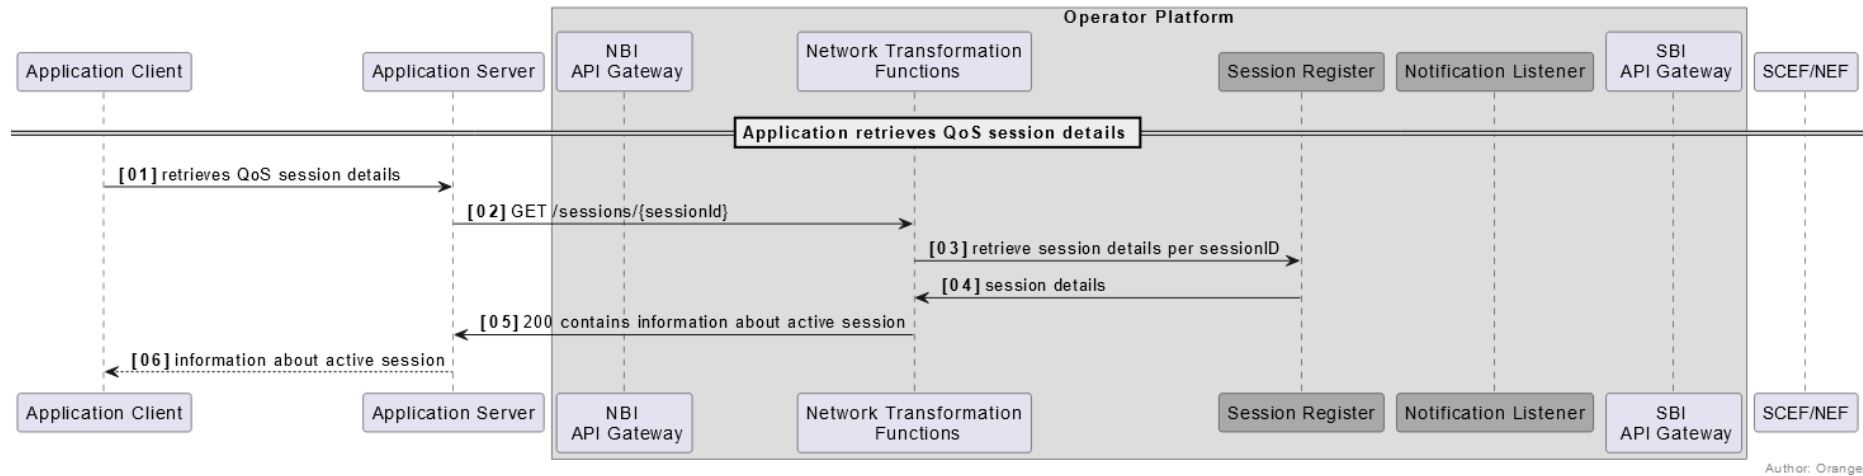 Operator Platform
Application Client
Application Server
NBI
API Gateway
Network Transformation
Functions
Session Register
Notification Listener
SBI
API Gateway
SCEF/NEF
Application retrieves QoS session details
[01] retrieves QoS session details
[02] GET /sessions/{sessionId}
[03] retrieve session details per sessionID
[04] session details
[05] 200 contains information about active session
[06] information about active session
Application Client
Application Server
NBI
API Gateway
Network Transformation
Functions
Session Register
Notification Listener
SBI
API Gateway
SCEF/NEF
Author: Orange